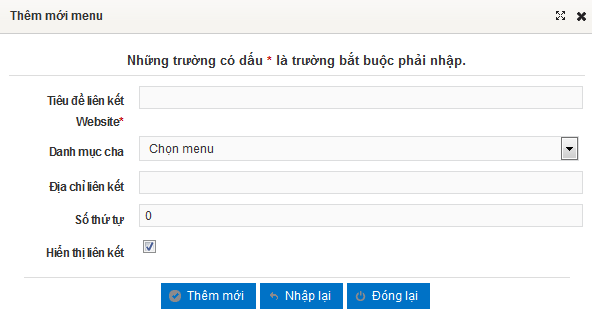 Thêm mới menu
Những trường có dấu * là trường bắt buộc phải nhập.
Tiêu đề liên kết
Website*
Danh mục cha
Chọn menu
Địa chỉ liên kết
Số thứ tự
0
Hiển thị liên kết
Thêm mới
Nhập lại
Đóng lại